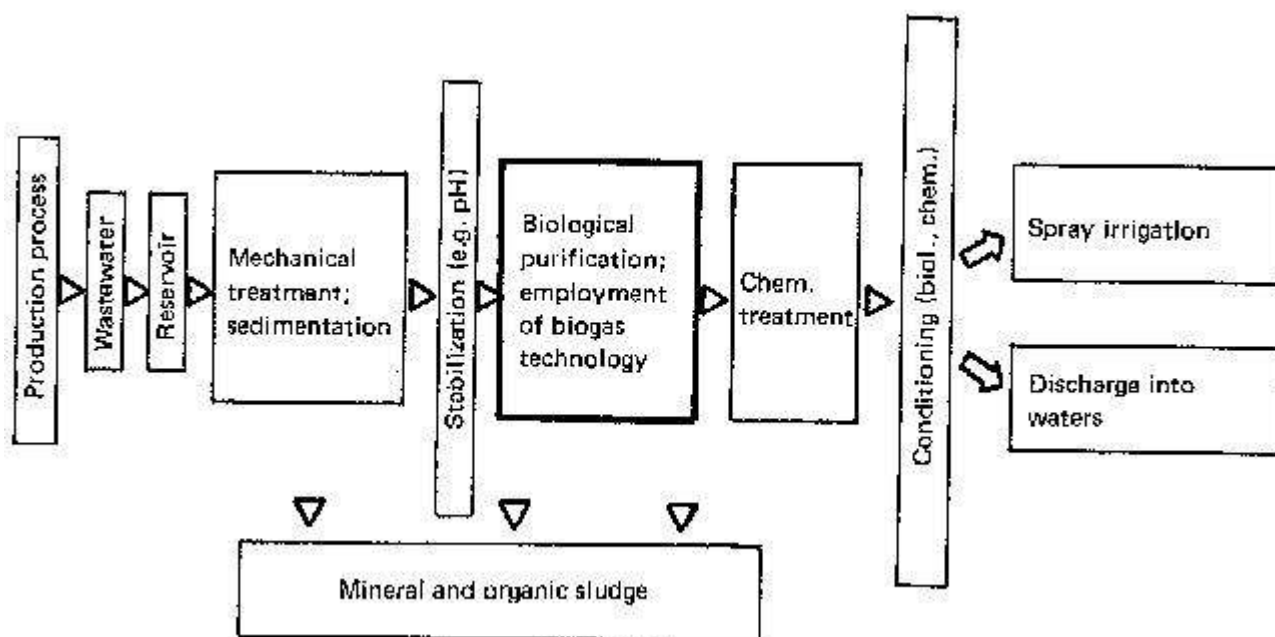 Production process
Wastewater
Reservoir
Mechanical
treatment;
sedimentation
Stabilization (e.g. pH)
Biological
purification;
employment
of biogas
technology
Chem.
treatment
Conditioning (biol., chem.)
Spray irrigation
Discharge into
waters
Mineral and organic sludge